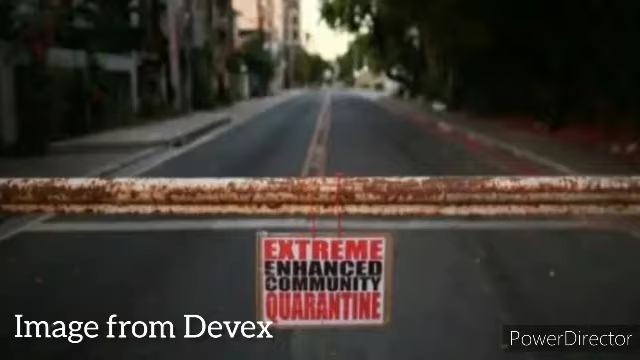 EXTREME
ENHANCED
COMMUNITY
QUARANTINE
Image from Devex
PowerDirector